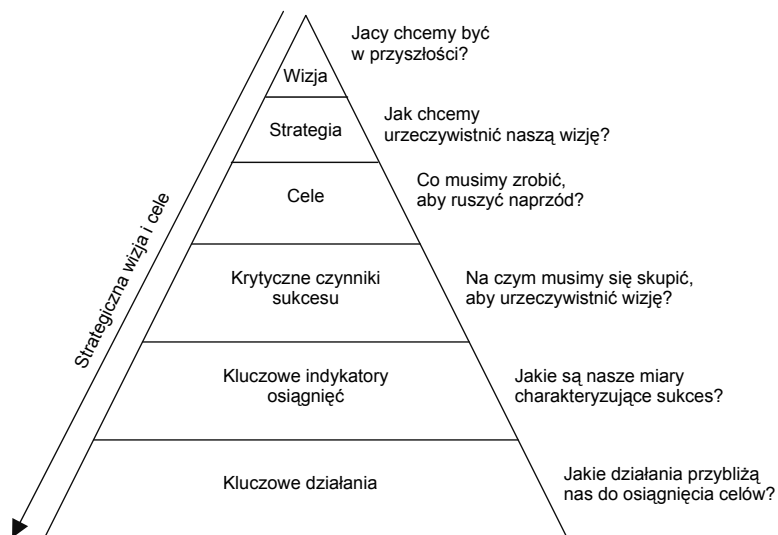 Jacy chcemy być
w przyszłości?
Wizja
Jak chcemy
urzeczywistnić naszą wizję?
Strategia
Co musimy zrobić,
aby ruszyć naprzód?
Cele
Strategiczna wizja i cele
Krytyczne czynniki
sukcesu
Na czym musimy się skupić,
aby urzeczywistnić wizję?
Kluczowe indykatory
osiągnięć
Jakie są nasze miary
charakteryzujące sukces?
Kluczowe działania
Jakie działania przybliżą
nas do osiągnięcia celów?